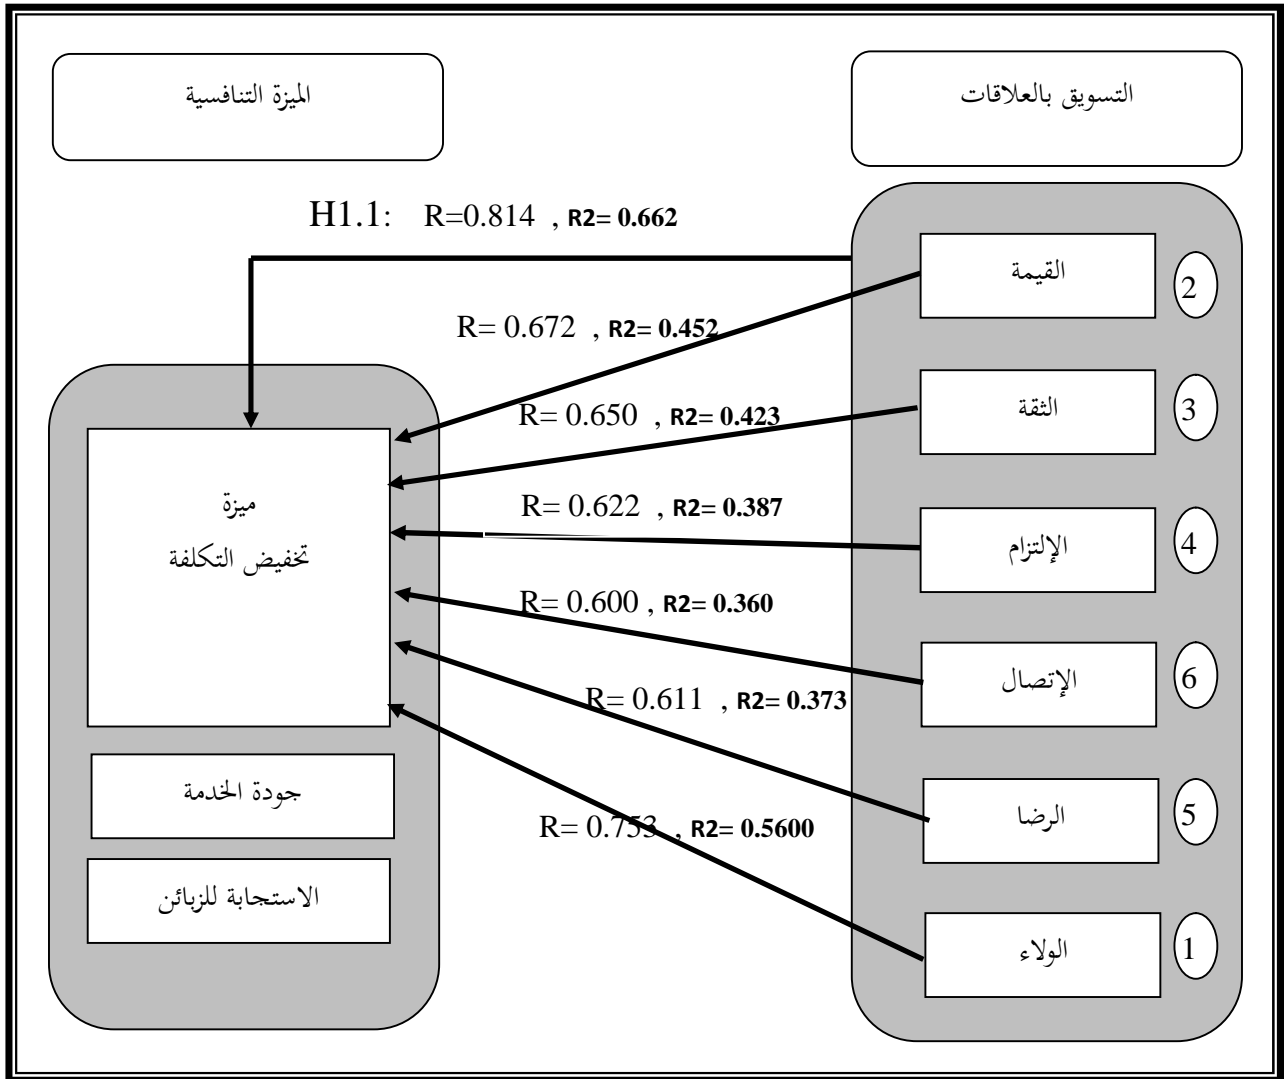 التسويق بالعلاقات
الميزة التنافسية
H1.1: R=0.814 , R2= 0.662
القيمة
2
R= 0.672 , R2= 0.452
الثقة
3
R= 0.650 , R2= 0.423
الإلتزام
4
R= 0.622 , R2= 0.387
الإتصال
6
R= 0.600 , R2= 0.360
الرضا
5
R= 0.611 , R2= 0.373
الولاء
1
R= 0.753 , R2= 0.5600
ميزة
تخفيض التكلفة
جودة الخدمة
الاستجابة للزبائن